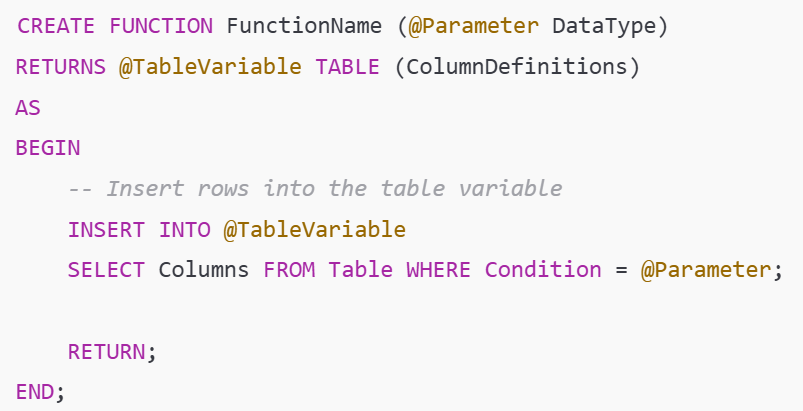 CREATE FUNCTION FunctionName (@Parameter DataType)
RETURNS @TableVariable TABLE (ColumnDefinitions)
AS
BEGIN
    -- Insert rows into the table variable
    INSERT INTO @TableVariable
    SELECT Columns FROM Table WHERE Condition = @Parameter;
    RETURN;
END;